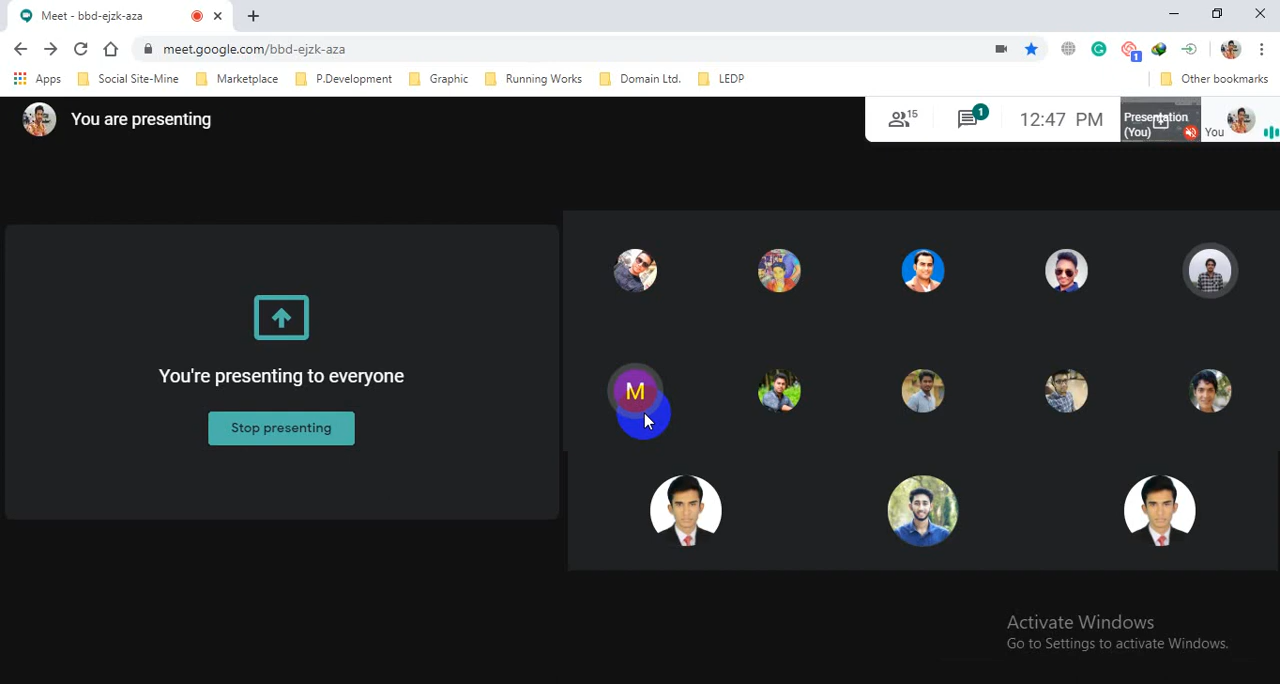 Meet - bbd-ejzk-aza
meet.google.com/bbd-ejzk-aza
1
Apps Social Site-Mine Marketplace P.Development Graphic Running Works Domain Ltd. LEDP Other bookmarks
You are presenting
15
1
12:47 PM
Presentation
(You)
You
M
You're presenting to everyone
Stop presenting
Activate Windows
Go to Settings to activate Windows.